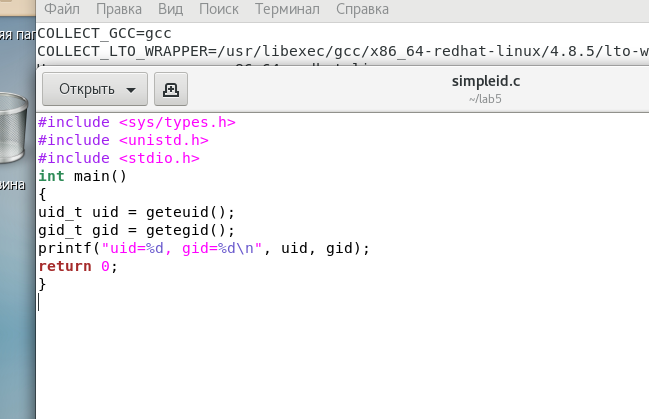 Файл Правка Вид Поиск Терминал Справка
COLLECT_GCC=gcc
COLLECT_LTO_WRAPPER=/usr/libexec/gcc/x86_64-redhat-linux/4.8.5/lto-w
Открыть
simpleid.c
~/lab5
#include <sys/types.h>
#include <unistd.h>
#include <stdio.h>
int main()
{
uid_t uid = geteuid();
gid_t gid = getegid();
printf("uid=%d, gid=%d\n", uid, gid);
return 0;
}